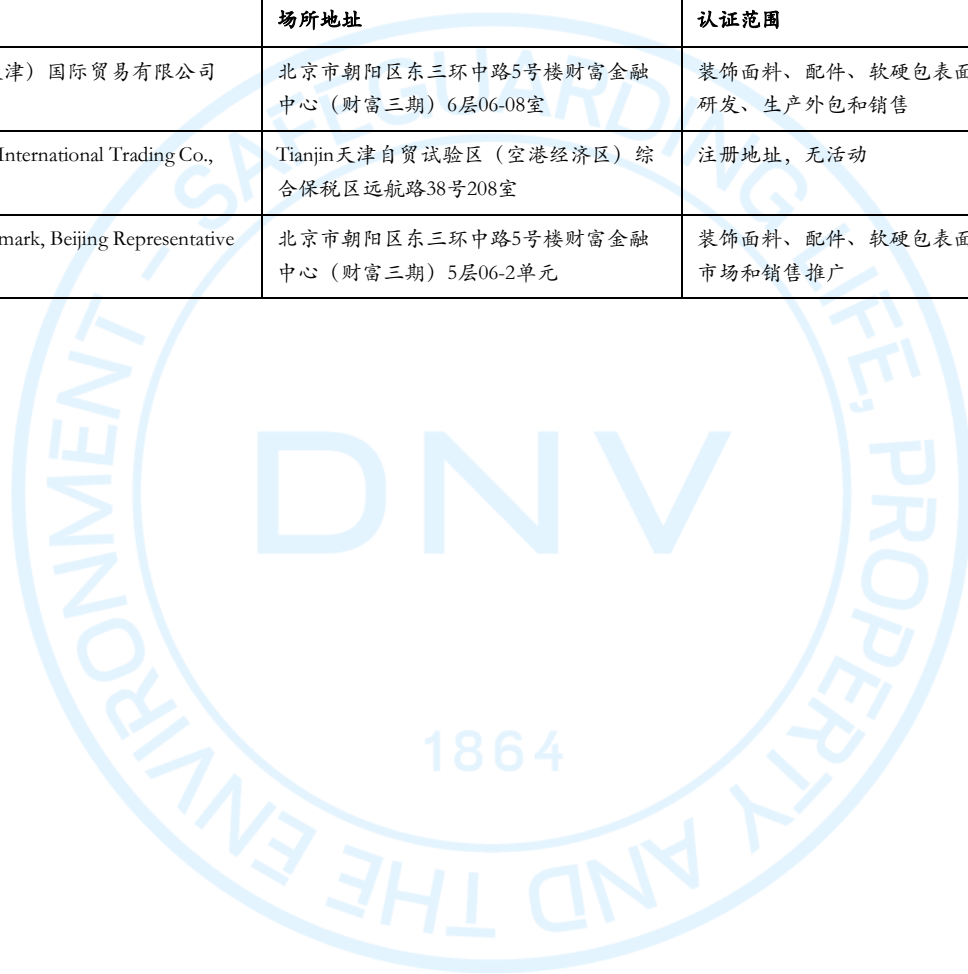 场所地址
认证范围
津）国际贸易有限公司
北京市朝阳区东三环中路5号楼财富金融
中心（财富三期）6层06-08室
装饰面料、配件、软硬包表面
研发、生产外包和销售
International Trading Co.,
Tianjin天津自贸试验区（空港经济区）综
合保税区远航路38号208室
注册地址，无活动
mark, Beijing Representative
北京市朝阳区东三环中路5号楼财富金融
中心（财富三期）5层06-2单元
装饰面料、配件、软硬包表面
市场和销售推广
SAFEGUARDING LIFE, PROPERTY AND THE ENVIRONMENT
DNV
1864